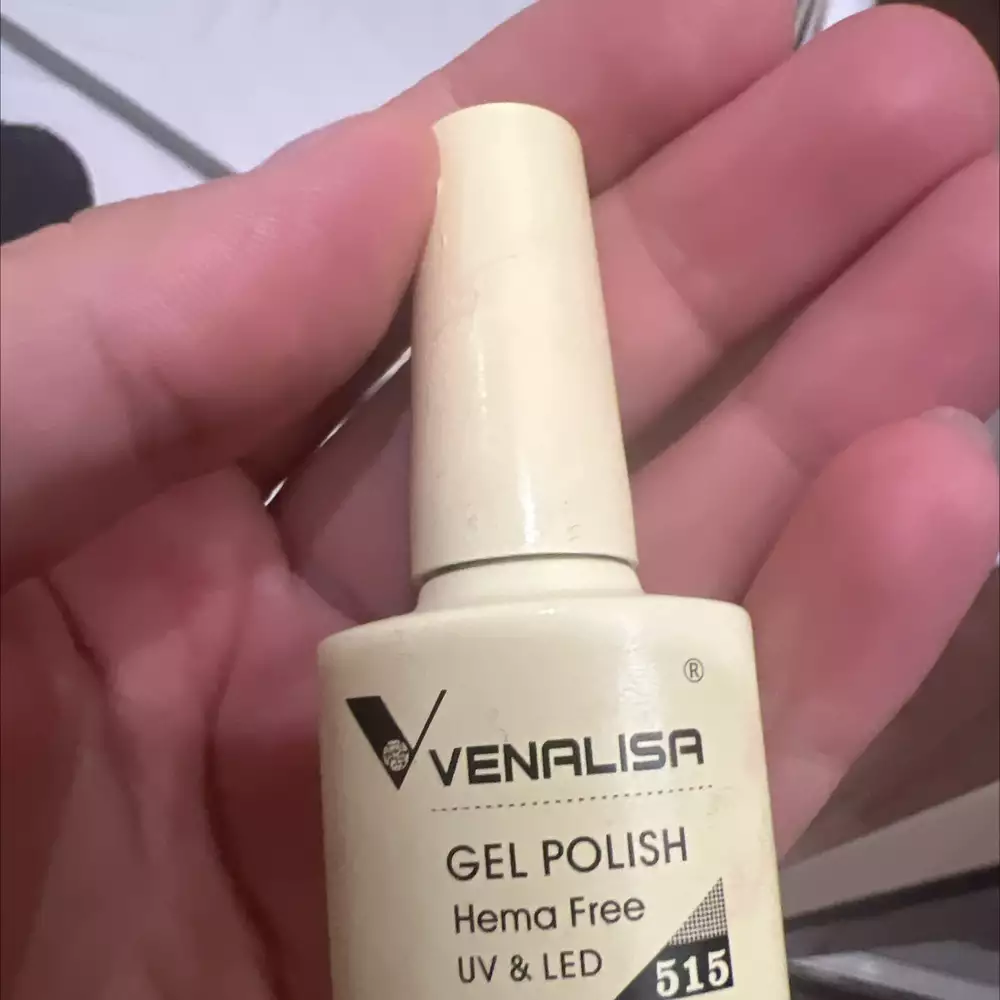 ®
VENALISA
GEL POLISH
Hema Free
UV & LED
515